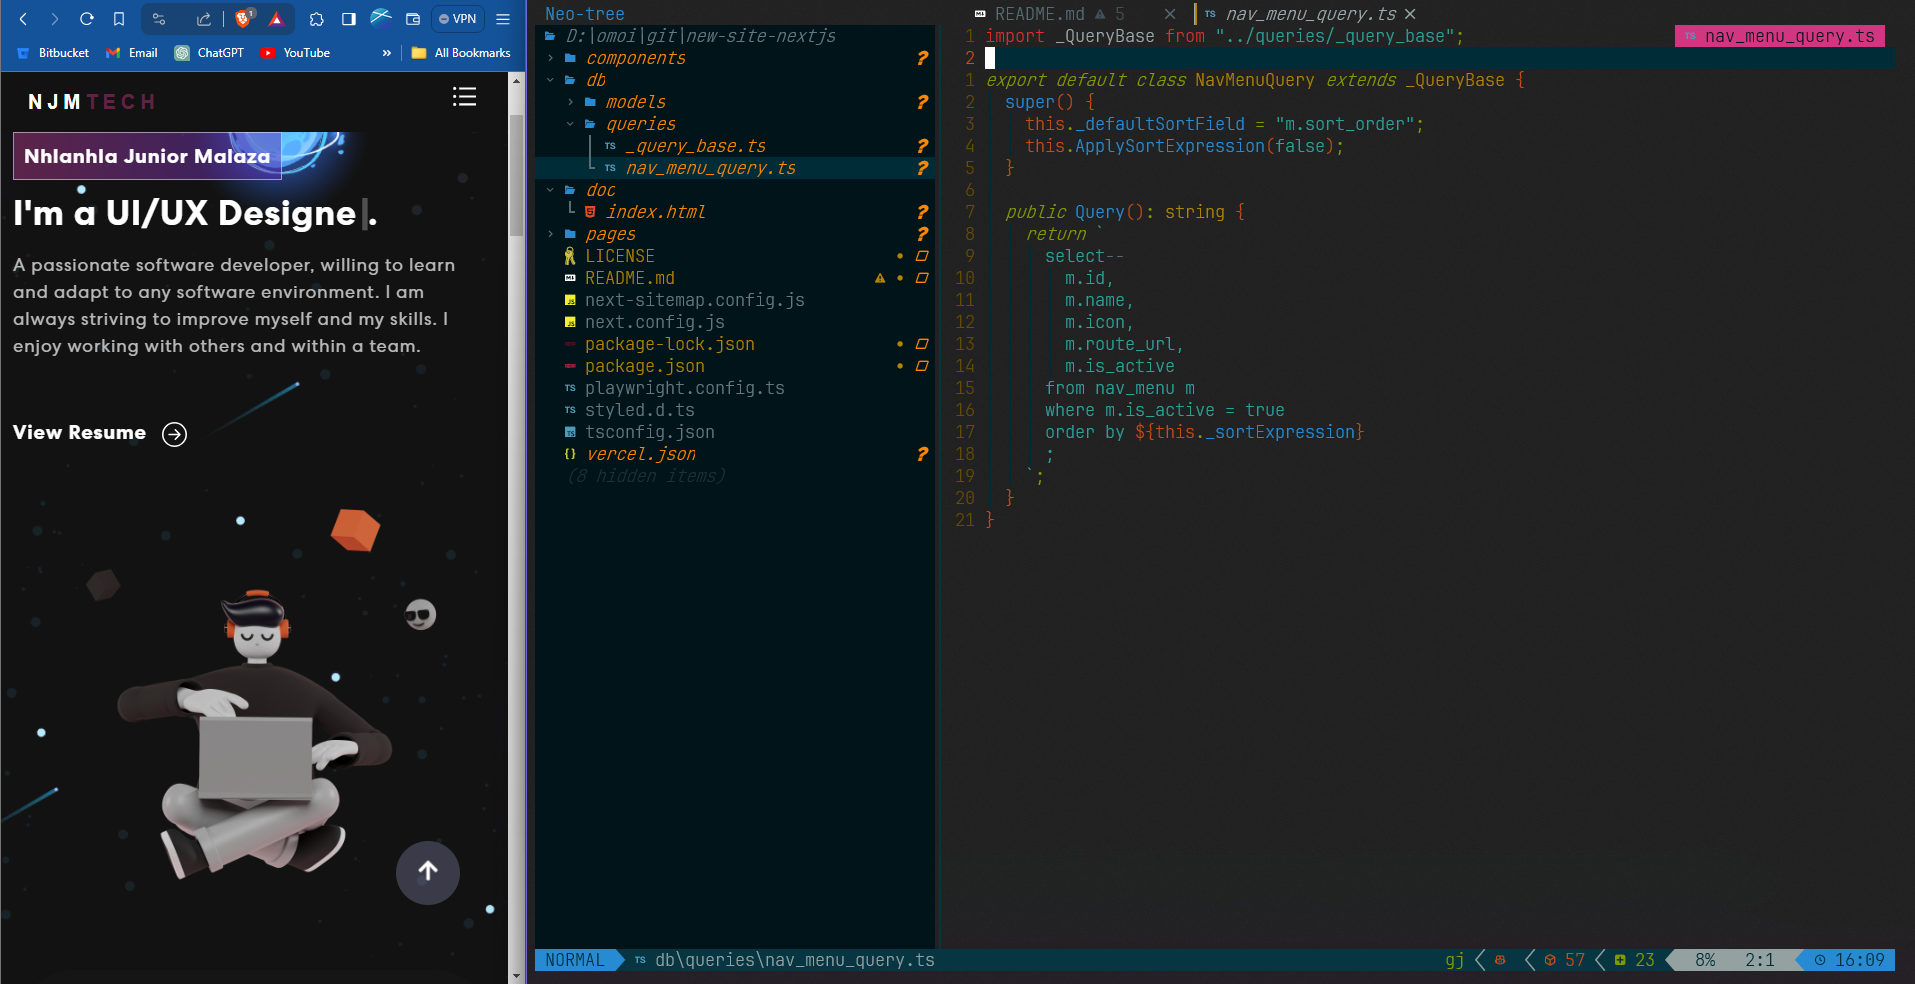 VPN
Bitbucket
Email
ChatGPT
YouTube
»
All Bookmarks
NJMTECH
Nhlanhla Junior Malaza
I'm a UI/UX Designe|.
A passionate software developer, willing to learn
and adapt to any software environment. I am
always striving to improve myself and my skills. I
enjoy working with others and within a team.
View Resume
Neo-tree
D:|omoi|git|new-site-nextjs
components ?
db
models ?
queries
TS _query_base.ts ?
TS nav_menu_query.ts ?
doc
index.html ?
pages ?
LICENSE
README.md
next-sitemap.config.js
next.config.js
package-lock.json
package.json
TS playwright.config.ts
TS styled.d.ts
tsconfig.json
{} vercel.json ?
(8 hidden items)
README.md 5 × TS nav_menu_query.ts ×
TS nav_menu_query.ts
1 import _QueryBase from "../queries/_query_base";
2
1 export default class NavMenuQuery extends _QueryBase {
2 super() {
3 this._defaultSortField = "m.sort_order";
4 this.ApplySortExpression(false);
5 }
6
7 public Query(): string {
8 return `
9 select--
10 m.id,
11 m.name,
12 m.icon,
13 m.route_url,
14 m.is_active
15 from nav_menu m
16 where m.is_active = true
17 order by ${this._sortExpression}
18 ;
19 `;
20 }
21 }
NORMAL TS db\queries\nav_menu_query.ts gj 57 23 8% 2:1 16:09